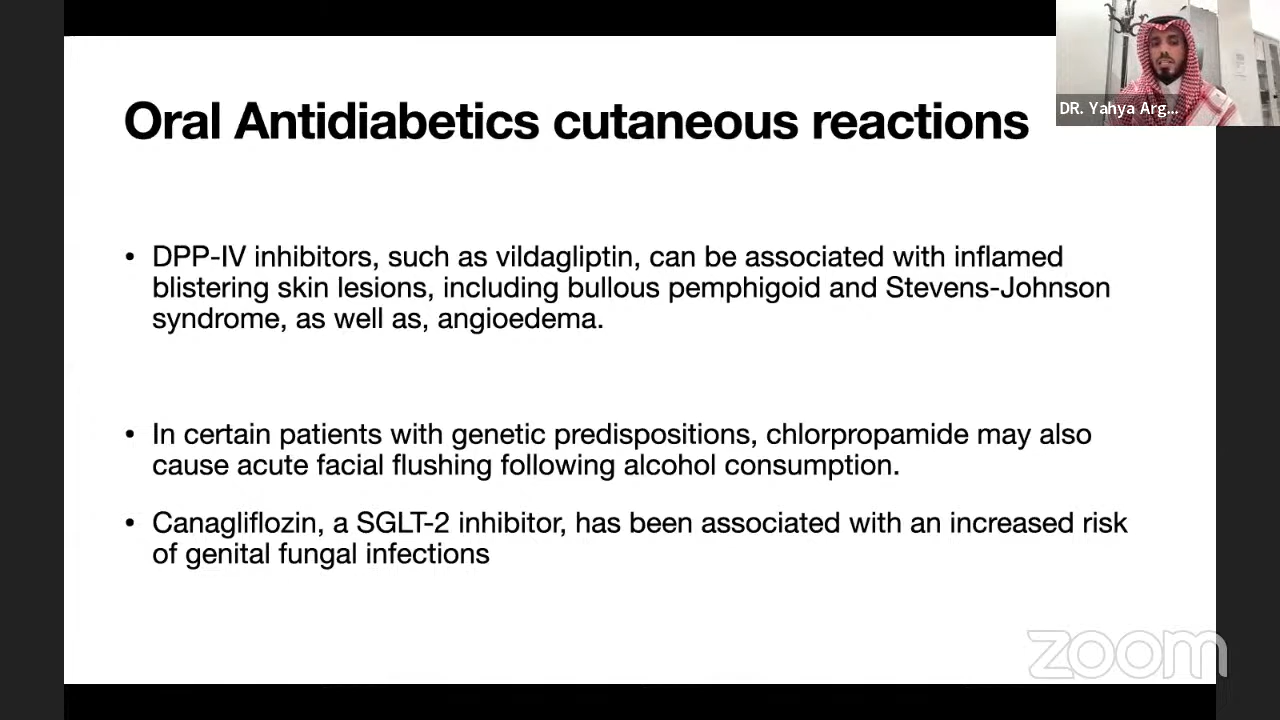 Oral Antidiabetics cutaneous reactions
DR. Yahya Arg...
• DPP-IV inhibitors, such as vildagliptin, can be associated with inflamed
blistering skin lesions, including bullous pemphigoid and Stevens-Johnson
syndrome, as well as, angioedema.
• In certain patients with genetic predispositions, chlorpropamide may also
cause acute facial flushing following alcohol consumption.
• Canagliflozin, a SGLT-2 inhibitor, has been associated with an increased risk
of genital fungal infections
zoom